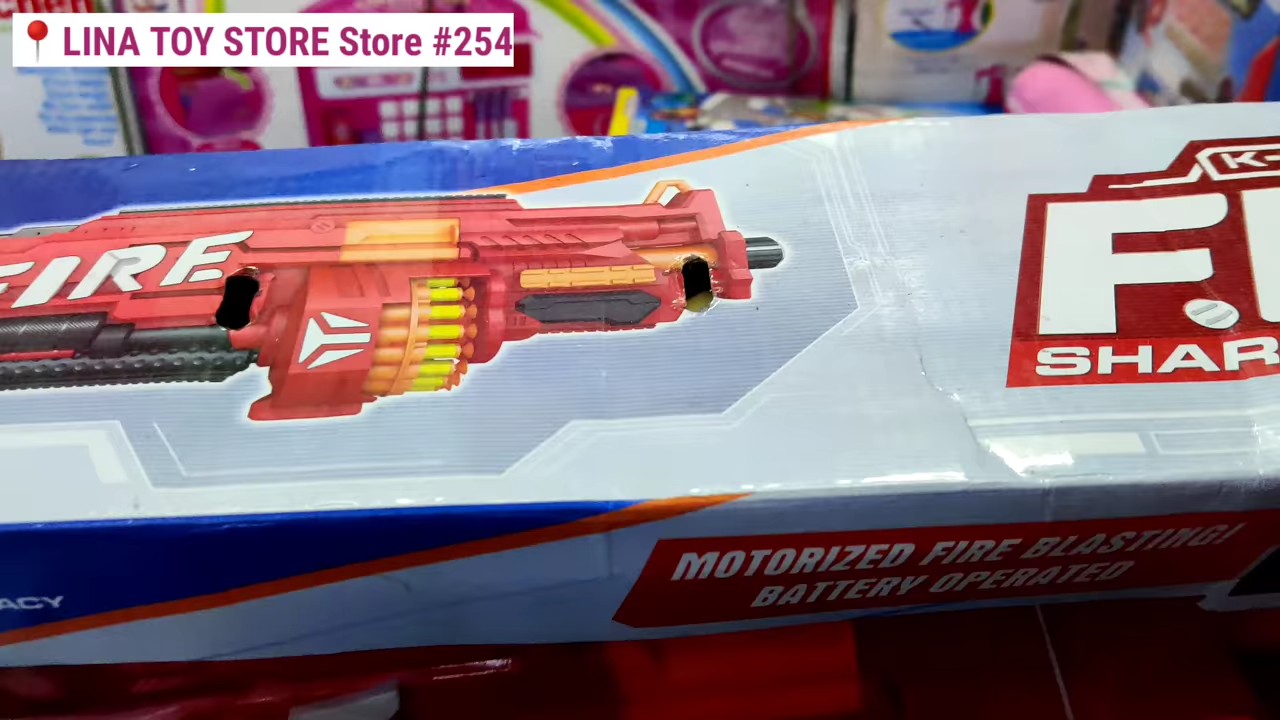 📍LINA TOY STORE Store #254
FIRE
K-
F.
SHAR
MOTORIZED FIRE BLASTING!
BATTERY OPERATED
ACY